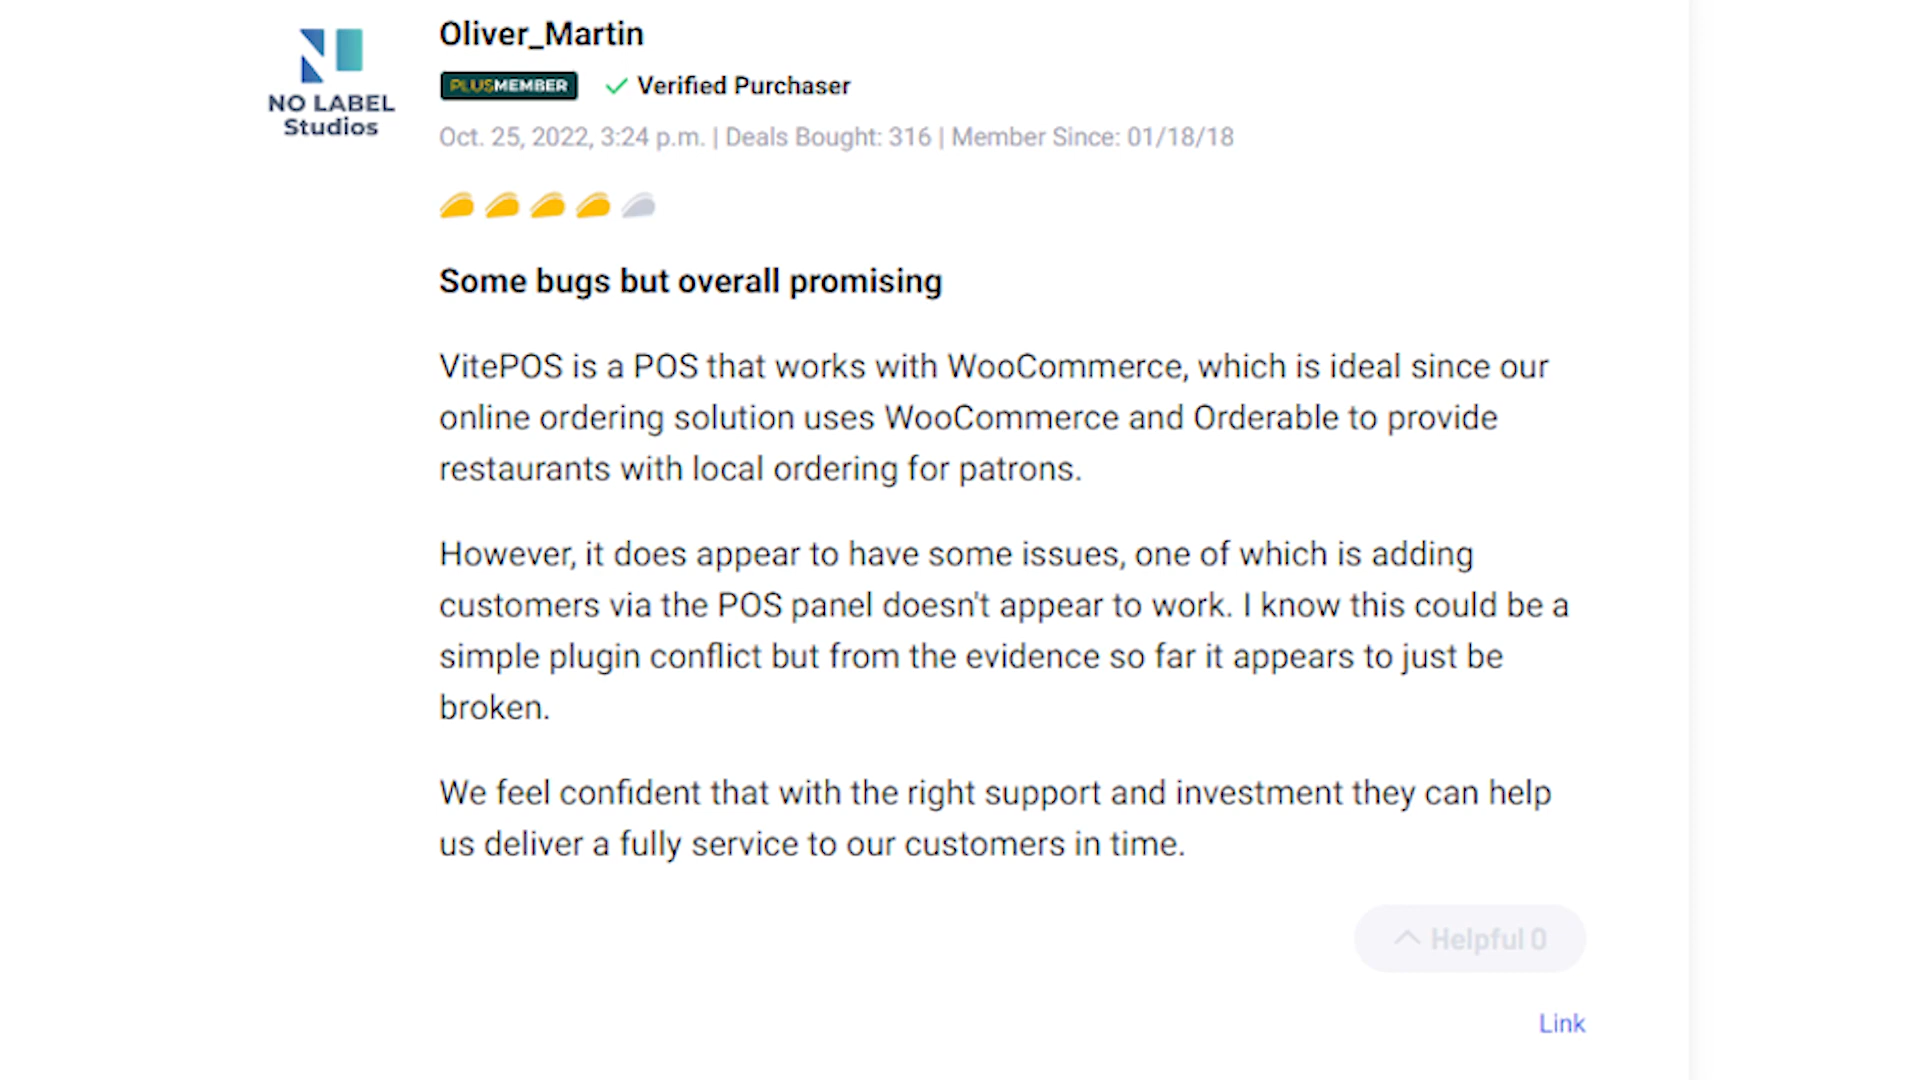 Oliver_Martin
NO LABEL
Studios
PLUSMEMBER Verified Purchaser
Oct. 25, 2022, 3:24 p.m. | Deals Bought: 316 | Member Since: 01/18/18
Some bugs but overall promising
VitePOS is a POS that works with WooCommerce, which is ideal since our
online ordering solution uses WooCommerce and Orderable to provide
restaurants with local ordering for patrons.
However, it does appear to have some issues, one of which is adding
customers via the POS panel doesn't appear to work. I know this could be a
simple plugin conflict but from the evidence so far it appears to just be
broken.
We feel confident that with the right support and investment they can help
us deliver a fully service to our customers in time.
Helpful 0
Link